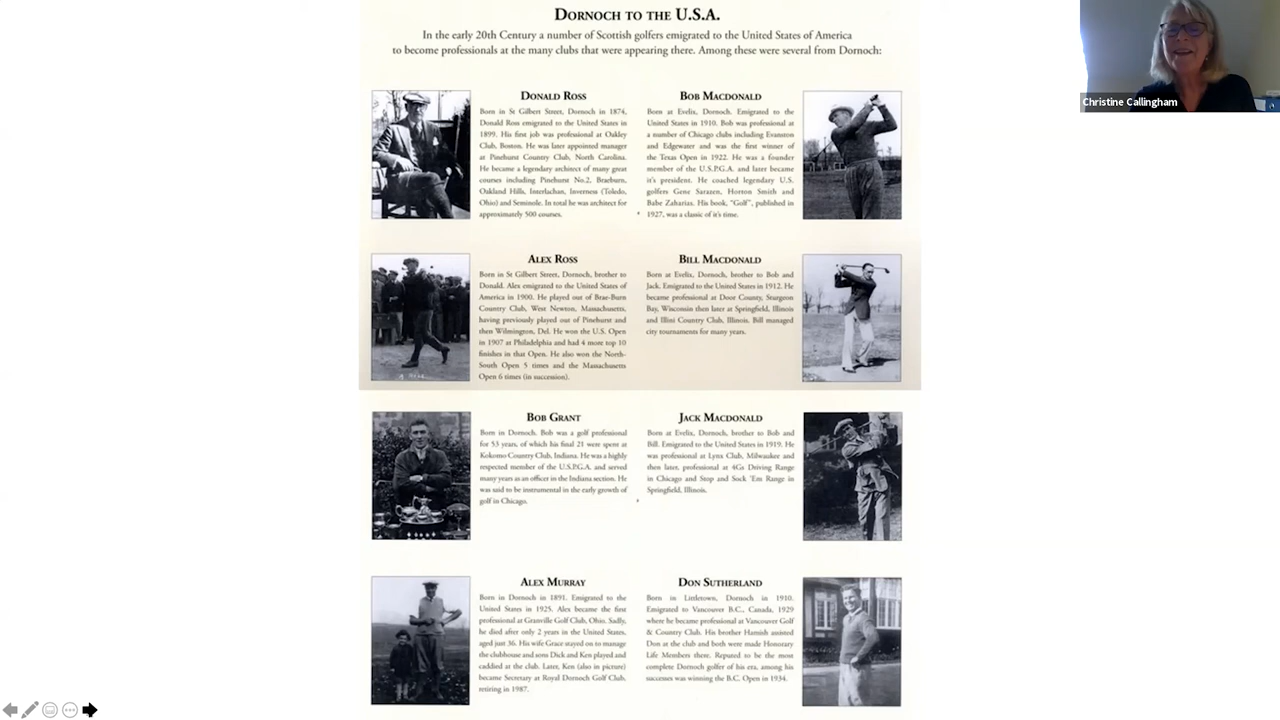 DORNOCH TO THE U.S.A.
In the early 20th Century a number of Scottish golfers emigrated to the United States of America
to become professionals at the many clubs that were appearing there. Among these were several from Dornoch:
DONALD ROSS
Born in St Gilbert Street, Dornoch in 1874,
Donald Ross emigrated to the United States in
1899. His first job was professional at Oakley
Club, Boston. He was later appointed manager
at Pinehurst Country Club, North Carolina.
He became a legendary architect of many great
courses including Pinehurst No.2, Braeburn,
Oakland Hills, Interlachan, Inverness (Toledo,
Ohio) and Seminole. In total he was architect for
approximately 500 courses.
BOB MACDONALD
Born at Evelix, Dornoch. Emigrated to the
United States in 1910. Bob was professional at
a number of Chicago clubs including Evanston
and Edgewater and was the first winner of
the Texas Open in 1922. He was a founder
member of the U.S.P.G.A. and later became
it's president. He coached legendary U.S.
golfers Gene Sarazen, Horton Smith and
Babe Zaharias. His book, "Golf", published in
1927, was a classic of it's time.
ALEX ROSS
Born in St Gilbert Street, Dornoch, brother to
Donald. Alex emigrated to the United States of
America in 1900. He played out of Brae-Burn
Country Club, West Newton, Massachusetts,
having previously played out of Pinehurst and
then Wilmington, Del. He won the U.S. Open
in 1907 at Philadelphia and had 4 more top 10
finishes in that Open. He also won the North-
South Open 5 times and the Massachusetts
Open 6 times (in succession).
BILL MACDONALD
Born at Evelix, Dornoch, brother to Bob and
Jack. Emigrated to the United States in 1912. He
became professional at Door County, Sturgeon
Bay, Wisconsin then later at Springfield, Illinois
and Illini Country Club, Illinois. Bill managed
city tournaments for many years.
BOB GRANT
Born in Dornoch. Bob was a golf professional
for 53 years, of which his final 21 were spent at
Kokomo Country Club, Indiana. He was a highly
respected member of the U.S.P.G.A. and served
many years as an officer in the Indiana section. He
was said to be instrumental in the early growth of
golf in Chicago.
JACK MACDONALD
Born at Evelix, Dornoch, brother to Bob and
Bill. Emigrated to the United States in 1919. He
was professional at Lynx Club, Milwaukee and
then later, professional at 4Gs Driving Range
in Chicago and Stop and Sock 'Em Range in
Springfield, Illinois.
ALEX MURRAY
Born in Dornoch in 1891. Emigrated to the
United States in 1925. Alex became the first
professional at Granville Golf Club, Ohio. Sadly,
he died after only 2 years in the United States,
aged just 36. His wife Grace stayed on to manage
the clubhouse and sons Dick and Ken played and
caddied at the club. Later, Ken (also in picture)
became Secretary at Royal Dornoch Golf Club,
retiring in 1987.
DON SUTHERLAND
Born in Littletown, Dornoch in 1910.
Emigrated to Vancouver B.C., Canada, 1929
where he became professional at Vancouver Golf
& Country Club. His brother Hamish assisted
Don at the club and both were made Honorary
Life Members there. Reputed to be the most
complete Dornoch golfer of his era, among his
successes was winning the B.C. Open in 1934.
Christine Callingham